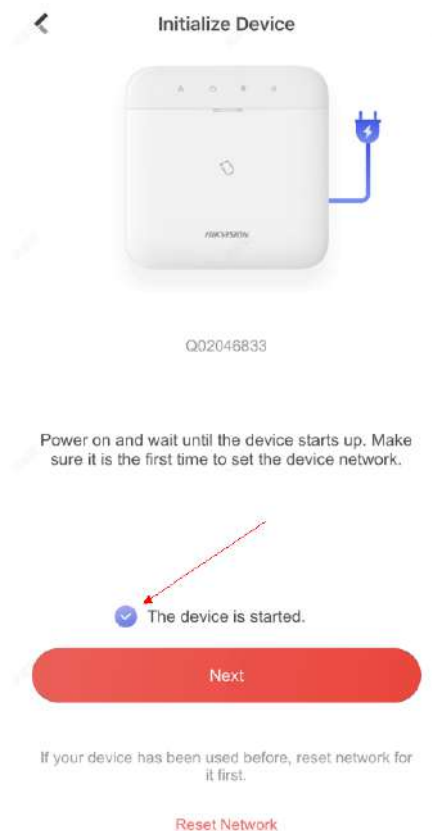 Initialize Device
HIKVISION
Q02046833
Power on and wait until the device starts up. Make
sure it is the first time to set the device network.
The device is started.
Next
If your device has been used before, reset network for
it first.
Reset Network